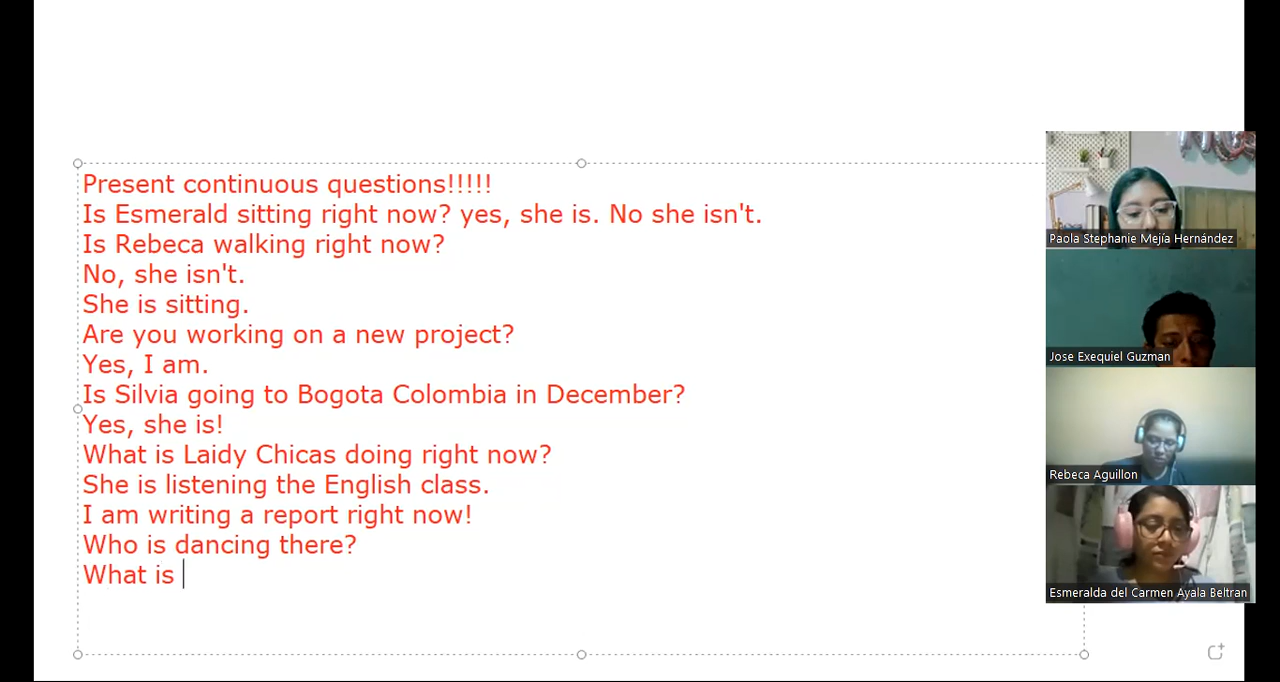 Present continuous questions!!!!!
Is Esmerald sitting right now? yes, she is. No she isn't.
Is Rebeca walking right now?
No, she isn't.
She is sitting.
Are you working on a new project?
Yes, I am.
Is Silvia going to Bogota Colombia in December?
Yes, she is!
What is Laidy Chicas doing right now?
She is listening the English class.
I am writing a report right now!
Who is dancing there?
What is
Paola Stephanie Mejía Hernández
Jose Exequiel Guzman
Rebeca Aguillon
Esmeralda del Carmen Ayala Beltran